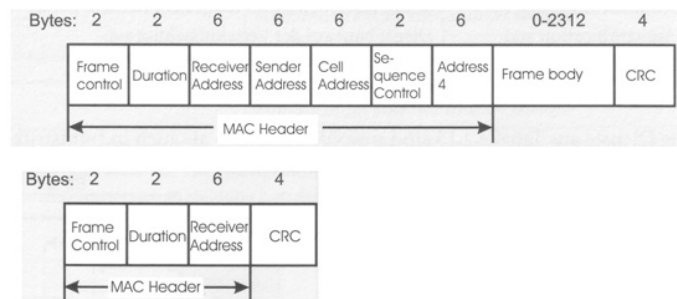 Bytes: 2 2 6 6 6 2 6 0-2312 4
Frame control Duration Receiver Address Sender Address Cell Address Se-quence Control Address 4 Frame body CRC
MAC Header
Bytes: 2 2 6 4
Frame Control Duration Receiver Address CRC
MAC Header